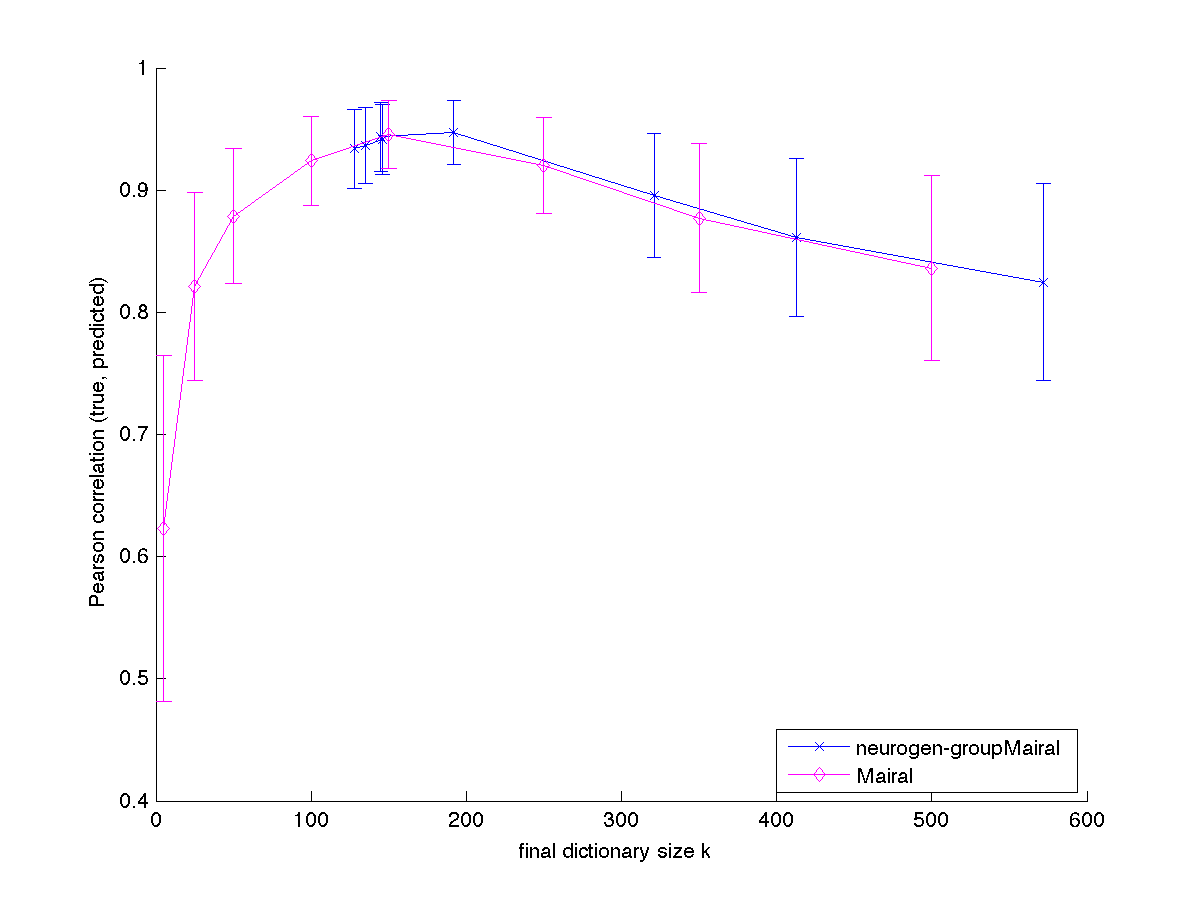 1
0.9
0.8
0.7
0.6
0.5
0.4
Pearson correlation (true, predicted)
0 100 200 300 400 500 600
final dictionary size k
neurogen-groupMairal
Mairal